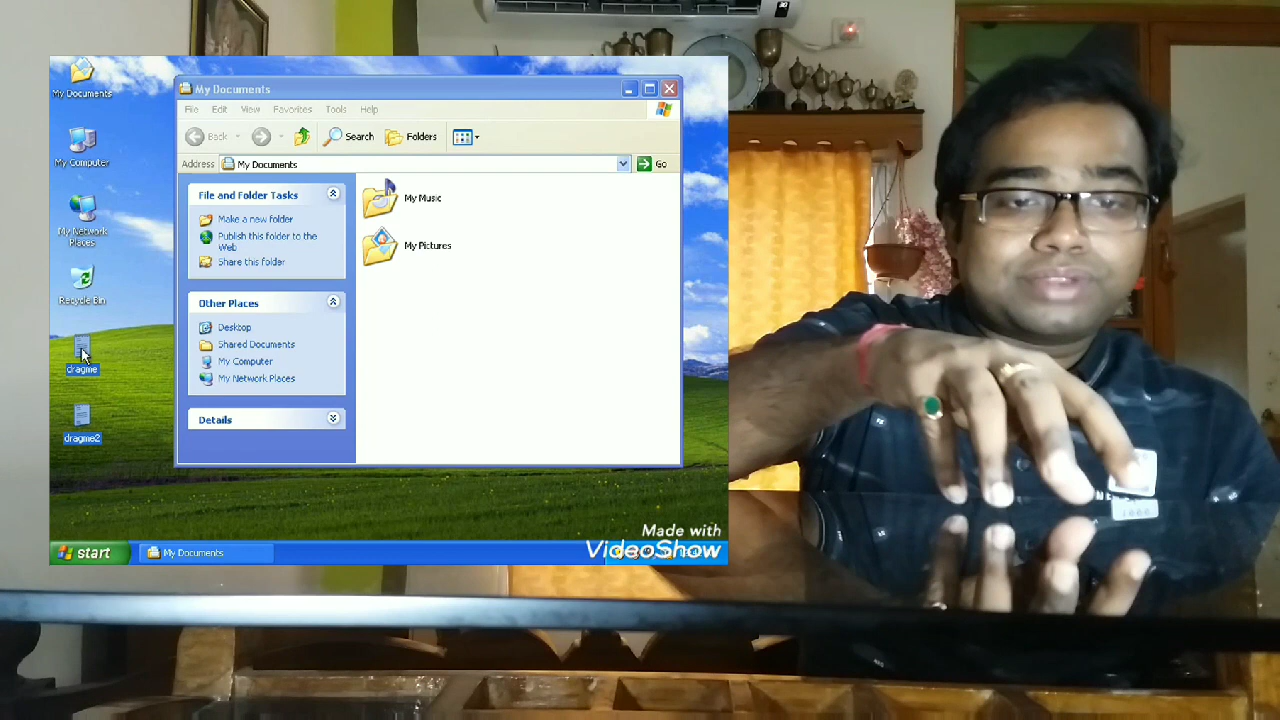 My Documents
My Computer
My Network
Places
Recycle Bin
dragme
dragme2
My Documents
File Edit View Favorites Tools Help
Back Search Folders
Address My Documents Go
File and Folder Tasks
Make a new folder
Publish this folder to the
Web
Share this folder
Other Places
Desktop
Shared Documents
My Computer
My Network Places
Details
My Music
My Pictures
start My Documents
Made with
VideoShow